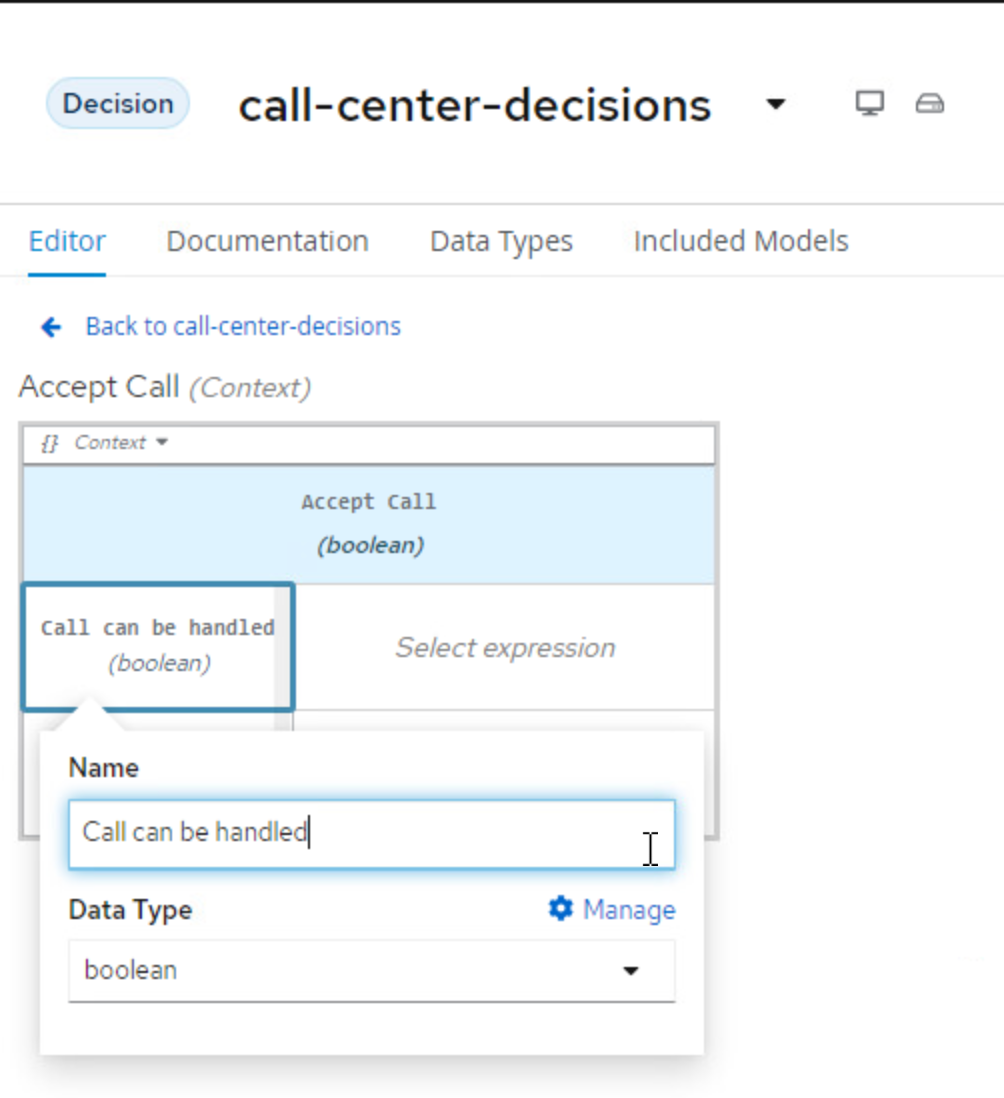 Decision call-center-decisions
Editor Documentation Data Types Included Models
Back to call-center-decisions
Accept Call (Context)
{} Context
Accept Call
(boolean)
Call can be handled
(boolean)
Select expression
Name
Call can be handled
Data Type Manage
boolean